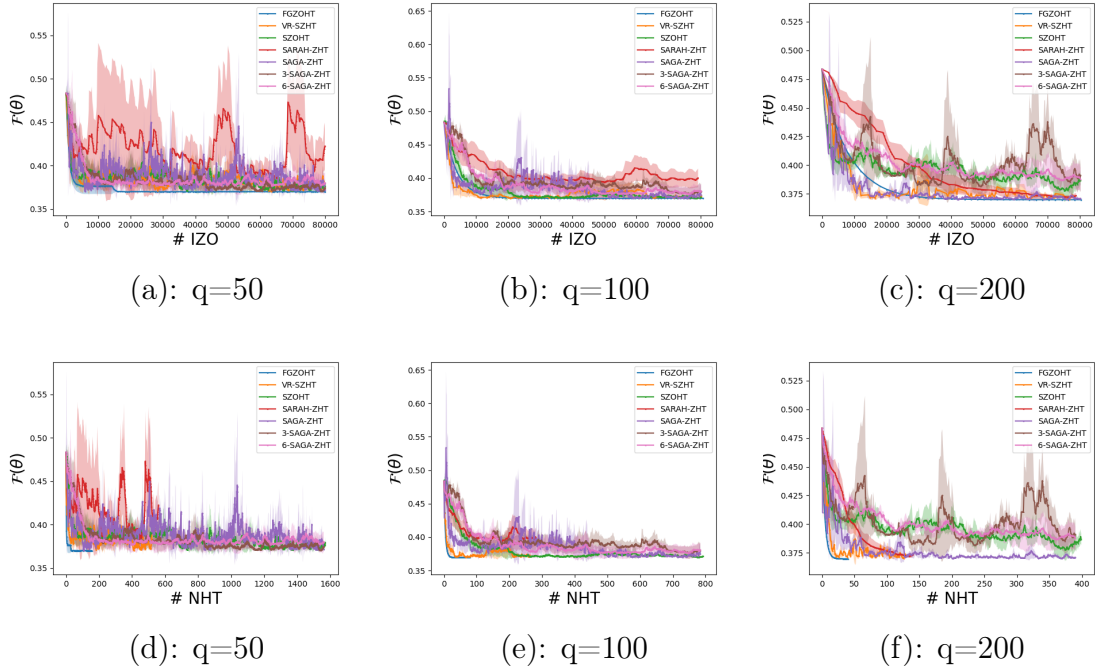 FGZOHT
VR-SZHT
SZOHT
SARAH-ZHT
SAGA-ZHT
3-SAGA-ZHT
6-SAGA-ZHT
0.55
0.50
0.45
0.40
0.35
ℱ(θ)
0 10000 20000 30000 40000 50000 60000 70000 80000
# IZO
(a): q=50
FGZOHT
VR-SZHT
SZOHT
SARAH-ZHT
SAGA-ZHT
3-SAGA-ZHT
6-SAGA-ZHT
0.65
0.60
0.55
0.50
0.45
0.40
0.35
ℱ(θ)
0 10000 20000 30000 40000 50000 60000 70000 80000
# IZO
(b): q=100
FGZOHT
VR-SZHT
SZOHT
SARAH-ZHT
SAGA-ZHT
3-SAGA-ZHT
6-SAGA-ZHT
0.525
0.500
0.475
0.450
0.425
0.400
0.375
ℱ(θ)
0 10000 20000 30000 40000 50000 60000 70000 80000
# IZO
(c): q=200
FGZOHT
VR-SZHT
SZOHT
SARAH-ZHT
SAGA-ZHT
3-SAGA-ZHT
6-SAGA-ZHT
0.55
0.50
0.45
0.40
0.35
ℱ(θ)
0 200 400 600 800 1000 1200 1400 1600
# NHT
(d): q=50
FGZOHT
VR-SZHT
SZOHT
SARAH-ZHT
SAGA-ZHT
3-SAGA-ZHT
6-SAGA-ZHT
0.65
0.60
0.55
0.50
0.45
0.40
0.35
ℱ(θ)
0 100 200 300 400 500 600 700 800
# NHT
(e): q=100
FGZOHT
VR-SZHT
SZOHT
SARAH-ZHT
SAGA-ZHT
3-SAGA-ZHT
6-SAGA-ZHT
0.525
0.500
0.475
0.450
0.425
0.400
0.375
ℱ(θ)
0 50 100 150 200 250 300 350 400
# NHT
(f): q=200